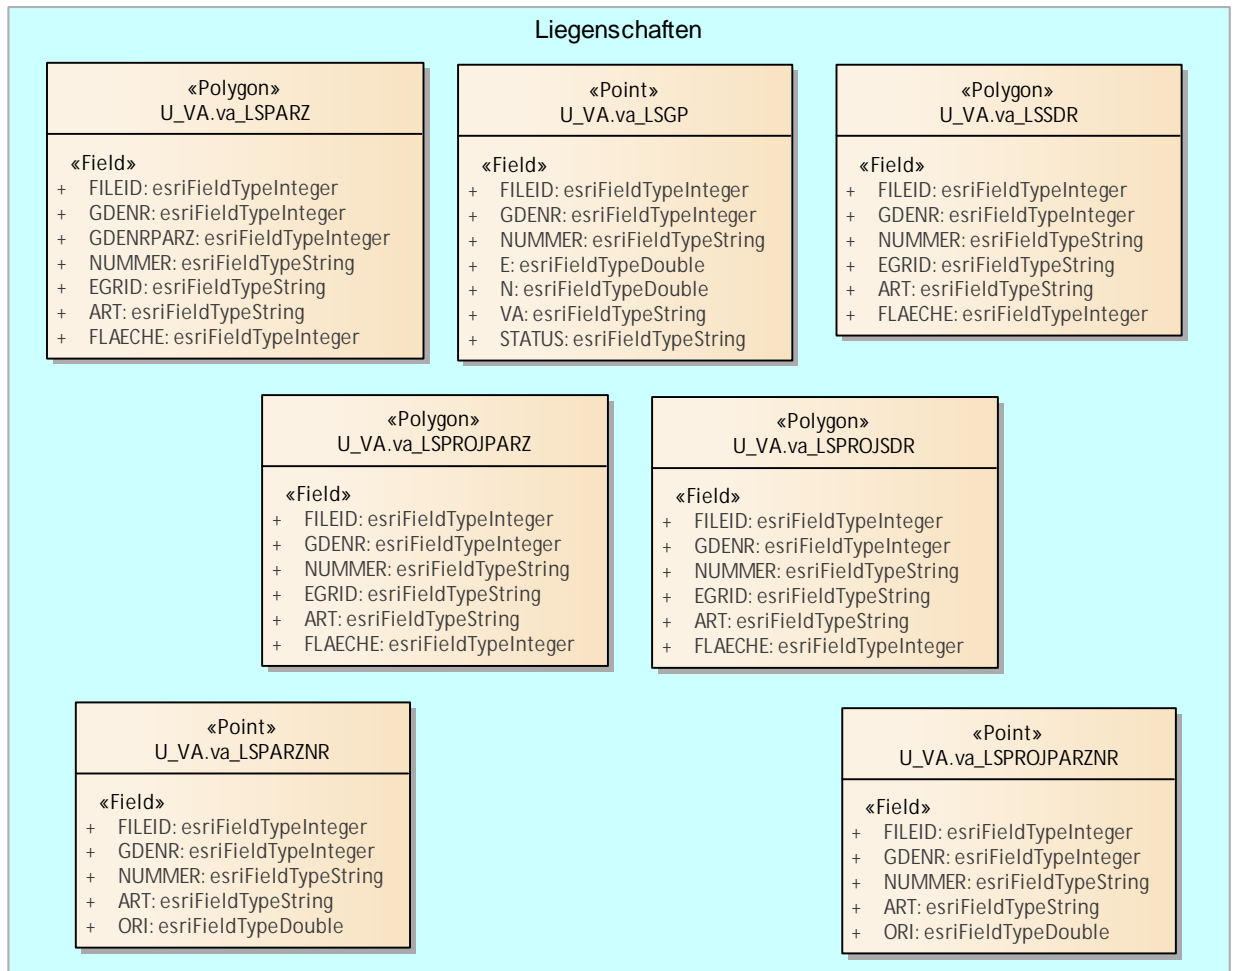 Liegenschaften
«Polygon»
U_VA.va_LSPARZ
«Field»
+ FILEID: esriFieldTypeInteger
+ GDENR: esriFieldTypeInteger
+ GDENRPARZ: esriFieldTypeInteger
+ NUMMER: esriFieldTypeString
+ EGRID: esriFieldTypeString
+ ART: esriFieldTypeString
+ FLAECHE: esriFieldTypeInteger
«Point»
U_VA.va_LSGP
«Field»
+ FILEID: esriFieldTypeInteger
+ GDENR: esriFieldTypeInteger
+ NUMMER: esriFieldTypeString
+ E: esriFieldTypeDouble
+ N: esriFieldTypeDouble
+ VA: esriFieldTypeString
+ STATUS: esriFieldTypeString
«Polygon»
U_VA.va_LSSDR
«Field»
+ FILEID: esriFieldTypeInteger
+ GDENR: esriFieldTypeInteger
+ NUMMER: esriFieldTypeString
+ EGRID: esriFieldTypeString
+ ART: esriFieldTypeString
+ FLAECHE: esriFieldTypeInteger
«Polygon»
U_VA.va_LSPROJPARZ
«Field»
+ FILEID: esriFieldTypeInteger
+ GDENR: esriFieldTypeInteger
+ NUMMER: esriFieldTypeString
+ EGRID: esriFieldTypeString
+ ART: esriFieldTypeString
+ FLAECHE: esriFieldTypeInteger
«Polygon»
U_VA.va_LSPROJSDR
«Field»
+ FILEID: esriFieldTypeInteger
+ GDENR: esriFieldTypeInteger
+ NUMMER: esriFieldTypeString
+ EGRID: esriFieldTypeString
+ ART: esriFieldTypeString
+ FLAECHE: esriFieldTypeInteger
«Point»
U_VA.va_LSPARZNR
«Field»
+ FILEID: esriFieldTypeInteger
+ GDENR: esriFieldTypeInteger
+ NUMMER: esriFieldTypeString
+ ART: esriFieldTypeString
+ ORI: esriFieldTypeDouble
«Point»
U_VA.va_LSPROJPARZNR
«Field»
+ FILEID: esriFieldTypeInteger
+ GDENR: esriFieldTypeInteger
+ NUMMER: esriFieldTypeString
+ ART: esriFieldTypeString
+ ORI: esriFieldTypeDouble